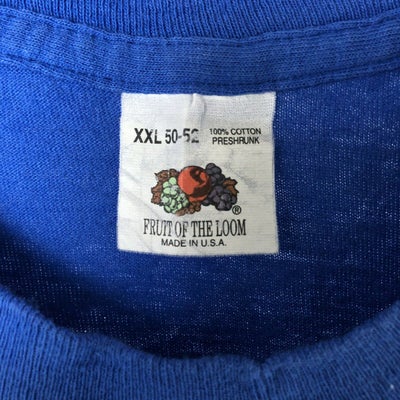 XXL 50-52
100% COTTON
PRESHRUNK
®
FRUIT OF THE LOOM
MADE IN U.S.A.